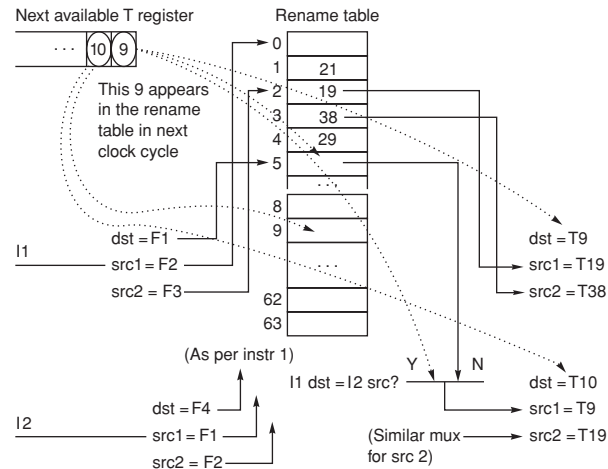 Next available T register
Rename table
. . . 10 9
This 9 appears
in the rename
table in next
clock cycle
0
1 21
2 19
3 38
4 29
5
. . .
8
9
. . .
62
63
I1
dst = F1
src1 = F2
src2 = F3
dst = T9
src1 = T19
src2 = T38
(As per instr 1)
Y N
I1 dst = I2 src?
I2
dst = F4
src1 = F1
src2 = F2
(Similar mux
for src 2)
dst = T10
src1 = T9
src2 = T19